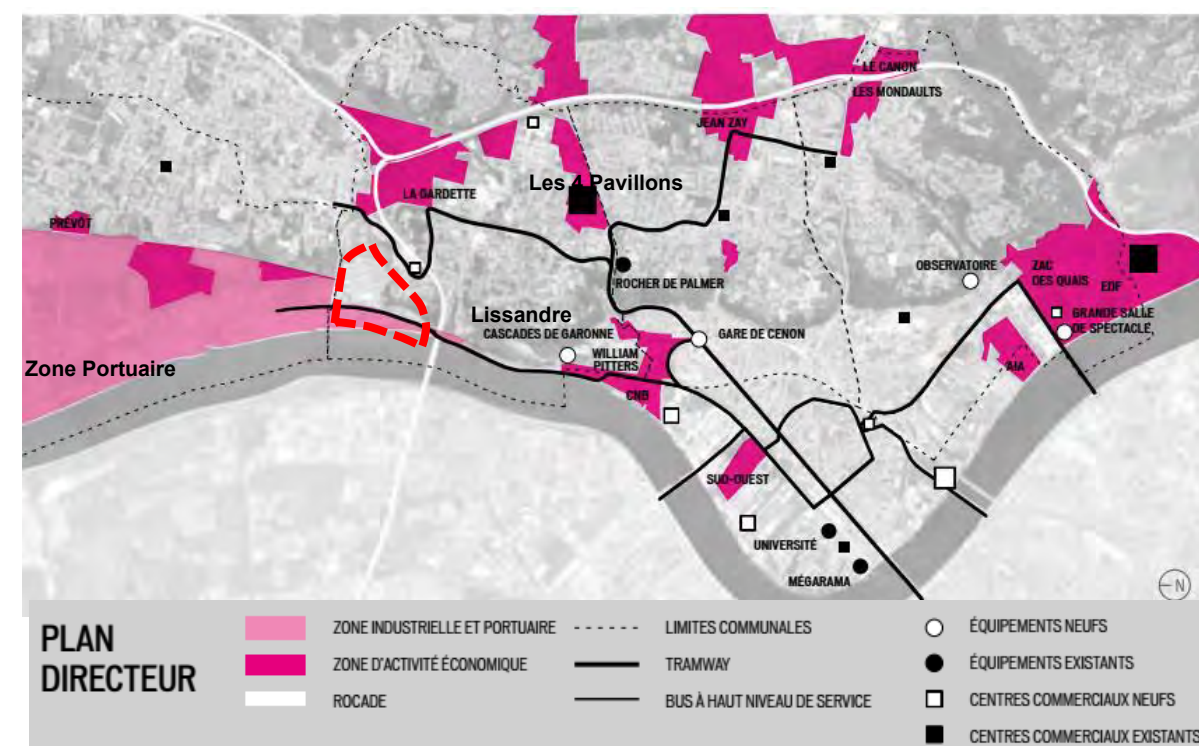 LE CANON
LES MONDAULTS
JEAN ZAY
Les 4 Pavillons
LA GARDETTE
PREVOT
OBSERVATOIRE
ZAC
DES QUAIS
EDF
ROCHER DE PALMER
GRANDE SALLE
DE SPECTACLE,
Lissandre
CASCADES DE GARONNE
GARE DE CENON
WILLIAM
PITTERS
Zone Portuaire
AIA
CNB
SUD-OUEST
UNIVERSITÉ
MÉGARAMA
N
PLAN
DIRECTEUR
ZONE INDUSTRIELLE ET PORTUAIRE
ZONE D'ACTIVITÉ ÉCONOMIQUE
ROCADE
LIMITES COMMUNALES
TRAMWAY
BUS À HAUT NIVEAU DE SERVICE
ÉQUIPEMENTS NEUFS
ÉQUIPEMENTS EXISTANTS
CENTRES COMMERCIAUX NEUFS
CENTRES COMMERCIAUX EXISTANTS